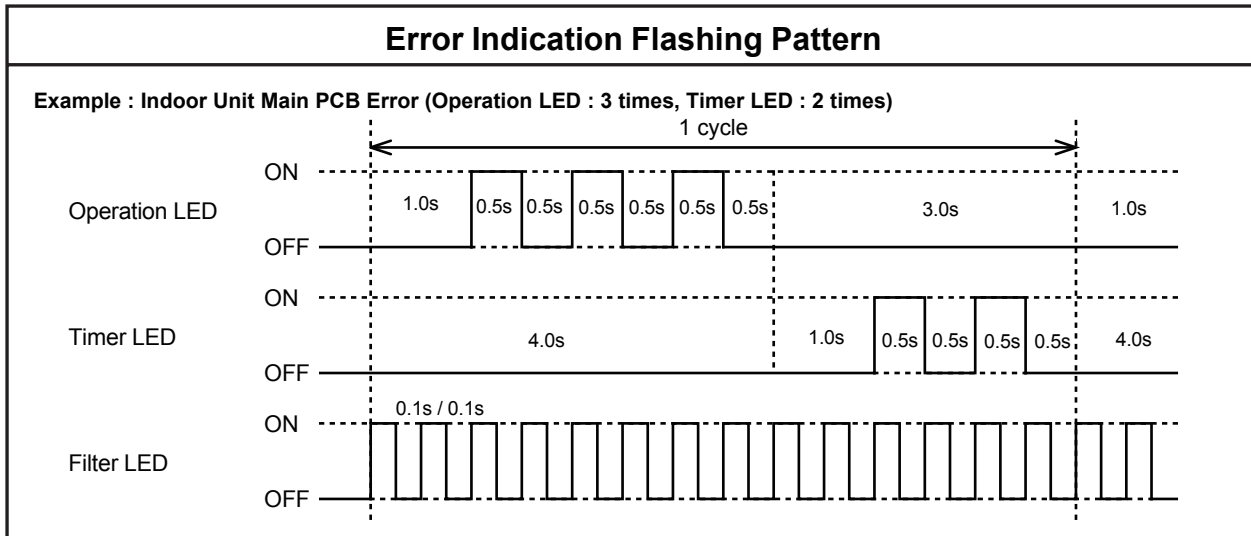 Error Indication Flashing Pattern
Example : Indoor Unit Main PCB Error (Operation LED : 3 times, Timer LED : 2 times)
1 cycle
ON
Operation LED
1.0s 0.5s 0.5s 0.5s 0.5s 0.5s 0.5s 3.0s 1.0s
OFF
ON
Timer LED
4.0s 1.0s 0.5s 0.5s 0.5s 0.5s 4.0s
OFF
0.1s / 0.1s
ON
Filter LED
OFF